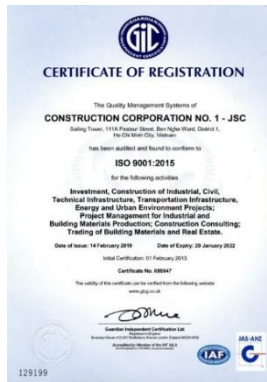 GUARDIAN
GIC
CERTIFICATE OF REGISTRATION
The Quality Management Systems of
CONSTRUCTION CORPORATION NO. 1 - JSC
Sailing Tower, 111A Pasteur Street, Ben Nghe Ward, District 1,
Ho Chi Minh City, Vietnam
has been audited and found to conform to
ISO 9001:2015
for the following activities
Investment, Construction of Industrial, Civil,
Technical Infrastructure, Transportation Infrastructure,
Energy and Urban Environment Projects;
Project Management for Industrial and
Building Materials Production; Construction Consulting;
Trading of Building Materials and Real Estate.
Date of Issue: 14 February 2019 Date of Expiry: 29 January 2022
Initial Certification: 01 February 2013
Certificate No.
The validity of this certificate can be verified from the following website
Guardian Independent Certification Ltd
IAF
JAS-ANZ
C
129199